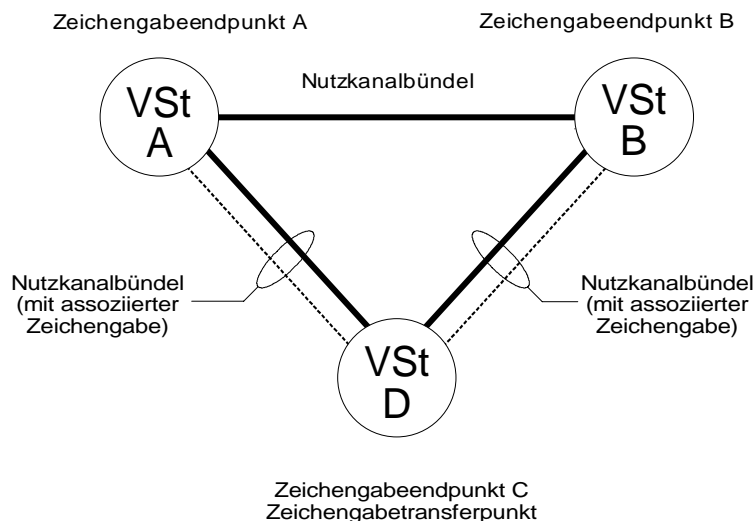 Zeichengabeendpunkt A
Zeichengabeendpunkt B
VSt
A
Nutzkanalbündel
VSt
B
Nutzkanalbündel
(mit assoziierter
Zeichengabe)
Nutzkanalbündel
(mit assoziierter
Zeichengabe)
VSt
D
Zeichengabeendpunkt C
Zeichengabetransferpunkt